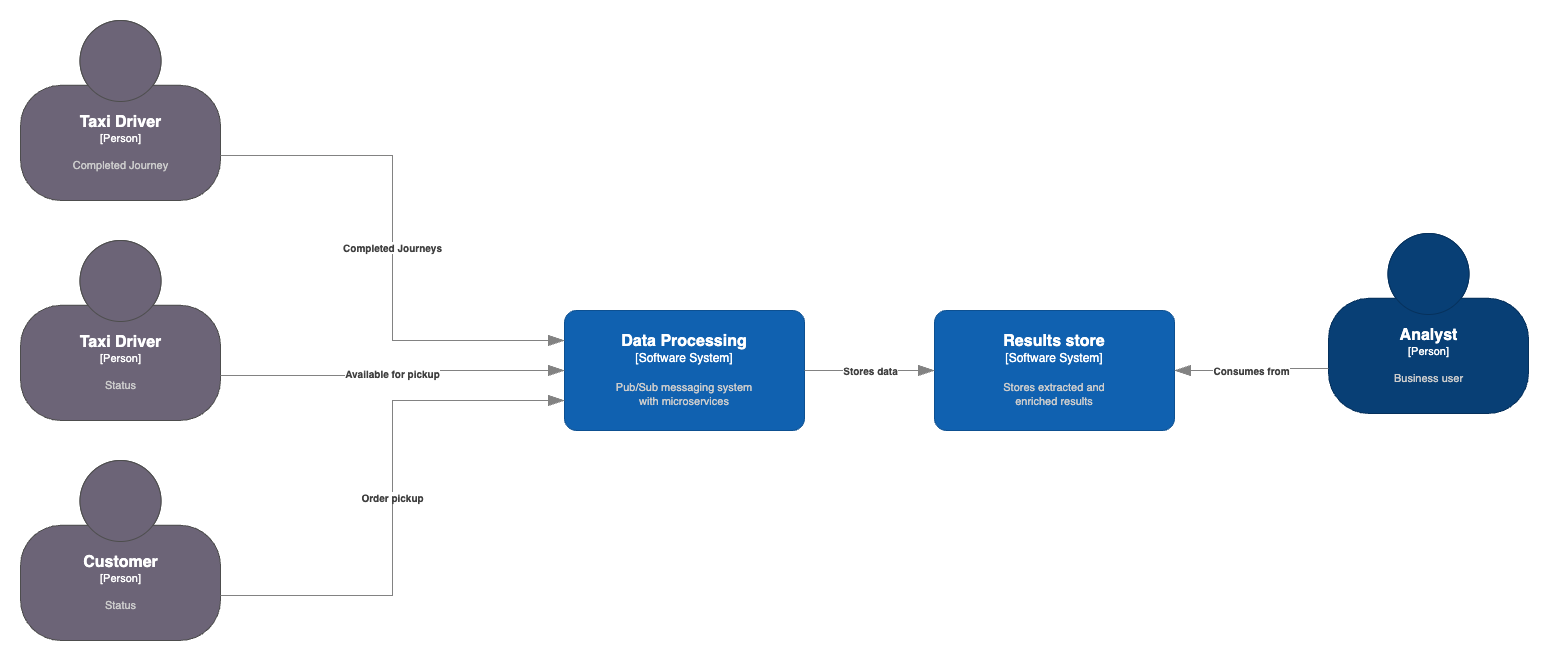 Taxi Driver
[Person]
Completed Journey
Completed Journeys
Taxi Driver
[Person]
Status
Available for pickup
Customer
[Person]
Status
Order pickup
Data Processing
[Software System]
Pub/Sub messaging system
with microservices
Stores data
Results store
[Software System]
Stores extracted and
enriched results
Consumes from
Analyst
[Person]
Business user